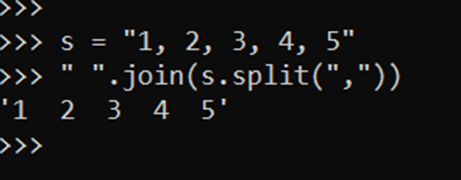 >>>
>>> s = "1, 2, 3, 4, 5"
>>> " ".join(s.split(","))
'1  2  3  4  5'
>>>